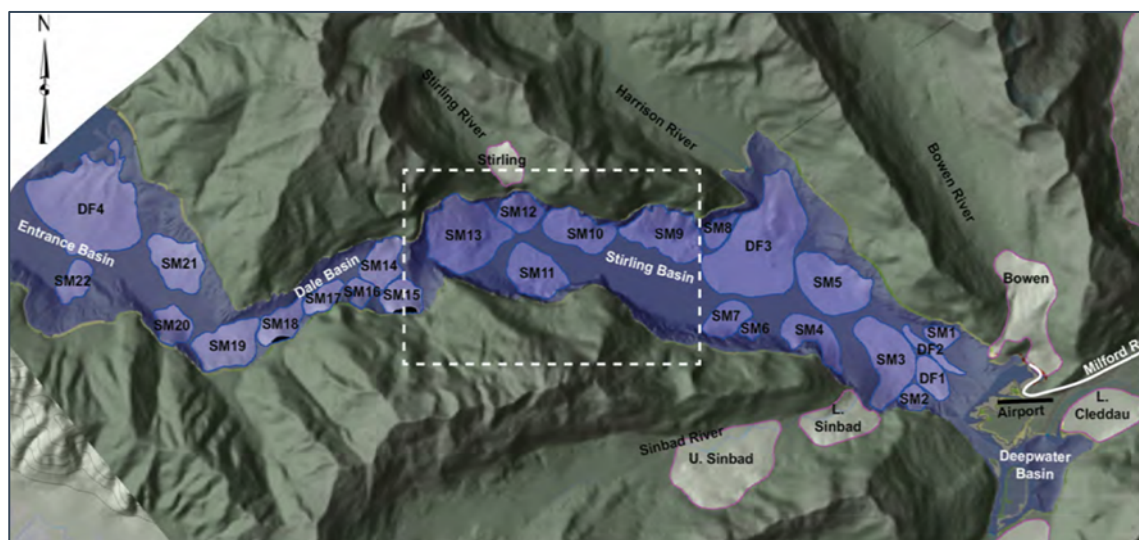 N
Stirling River
Harrison River
Bowen River
Stirling
DF4
Entrance Basin
SM22
SM21
SM20
SM19
SM18
SM17
SM16
SM15
SM14
Dale Basin
SM13
SM12
SM11
SM10
SM9
Stirling Basin
SM8
DF3
SM7
SM6
SM5
SM4
SM3
SM1
DF2
DF1
SM2
Bowen
Milford R
Airport
L.
Cleddau
Deepwater
Basin
L.
Sinbad
Sinbad River
U. Sinbad